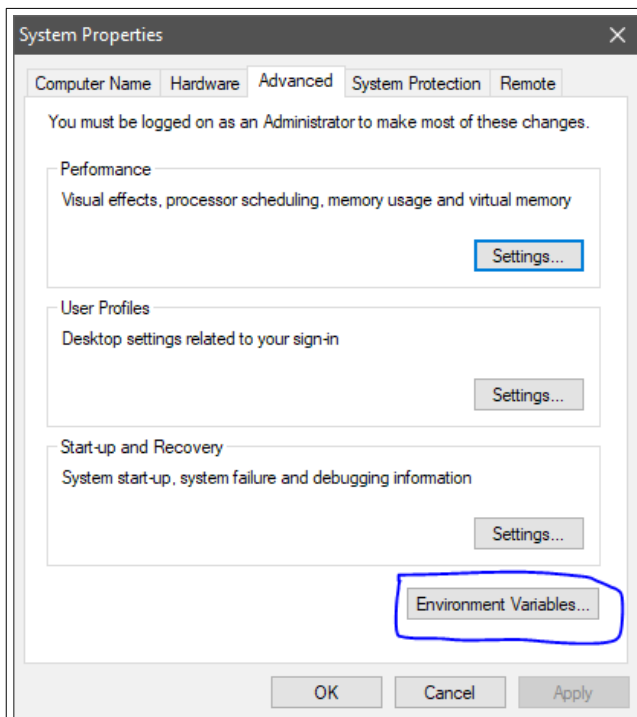 System Properties
Computer Name Hardware Advanced System Protection Remote
You must be logged on as an Administrator to make most of these changes.
Performance
Visual effects, processor scheduling, memory usage and virtual memory
Settings...
User Profiles
Desktop settings related to your sign-in
Settings...
Start-up and Recovery
System start-up, system failure and debugging information
Settings...
Environment Variables...
OK Cancel Apply